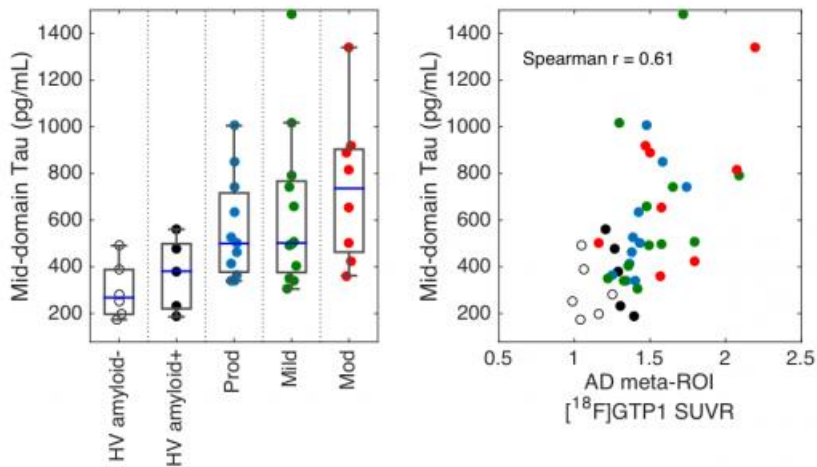 Mid-domain Tau (pg/mL)
1400
1200
1000
800
600
400
200
HV amyloid-
HV amyloid+
Prod
Mild
Mod
Mid-domain Tau (pg/mL)
1400
1200
1000
800
600
400
200
Spearman r = 0.61
0.5 1 1.5 2 2.5
AD meta-ROI
[¹⁸F]GTP1 SUVR